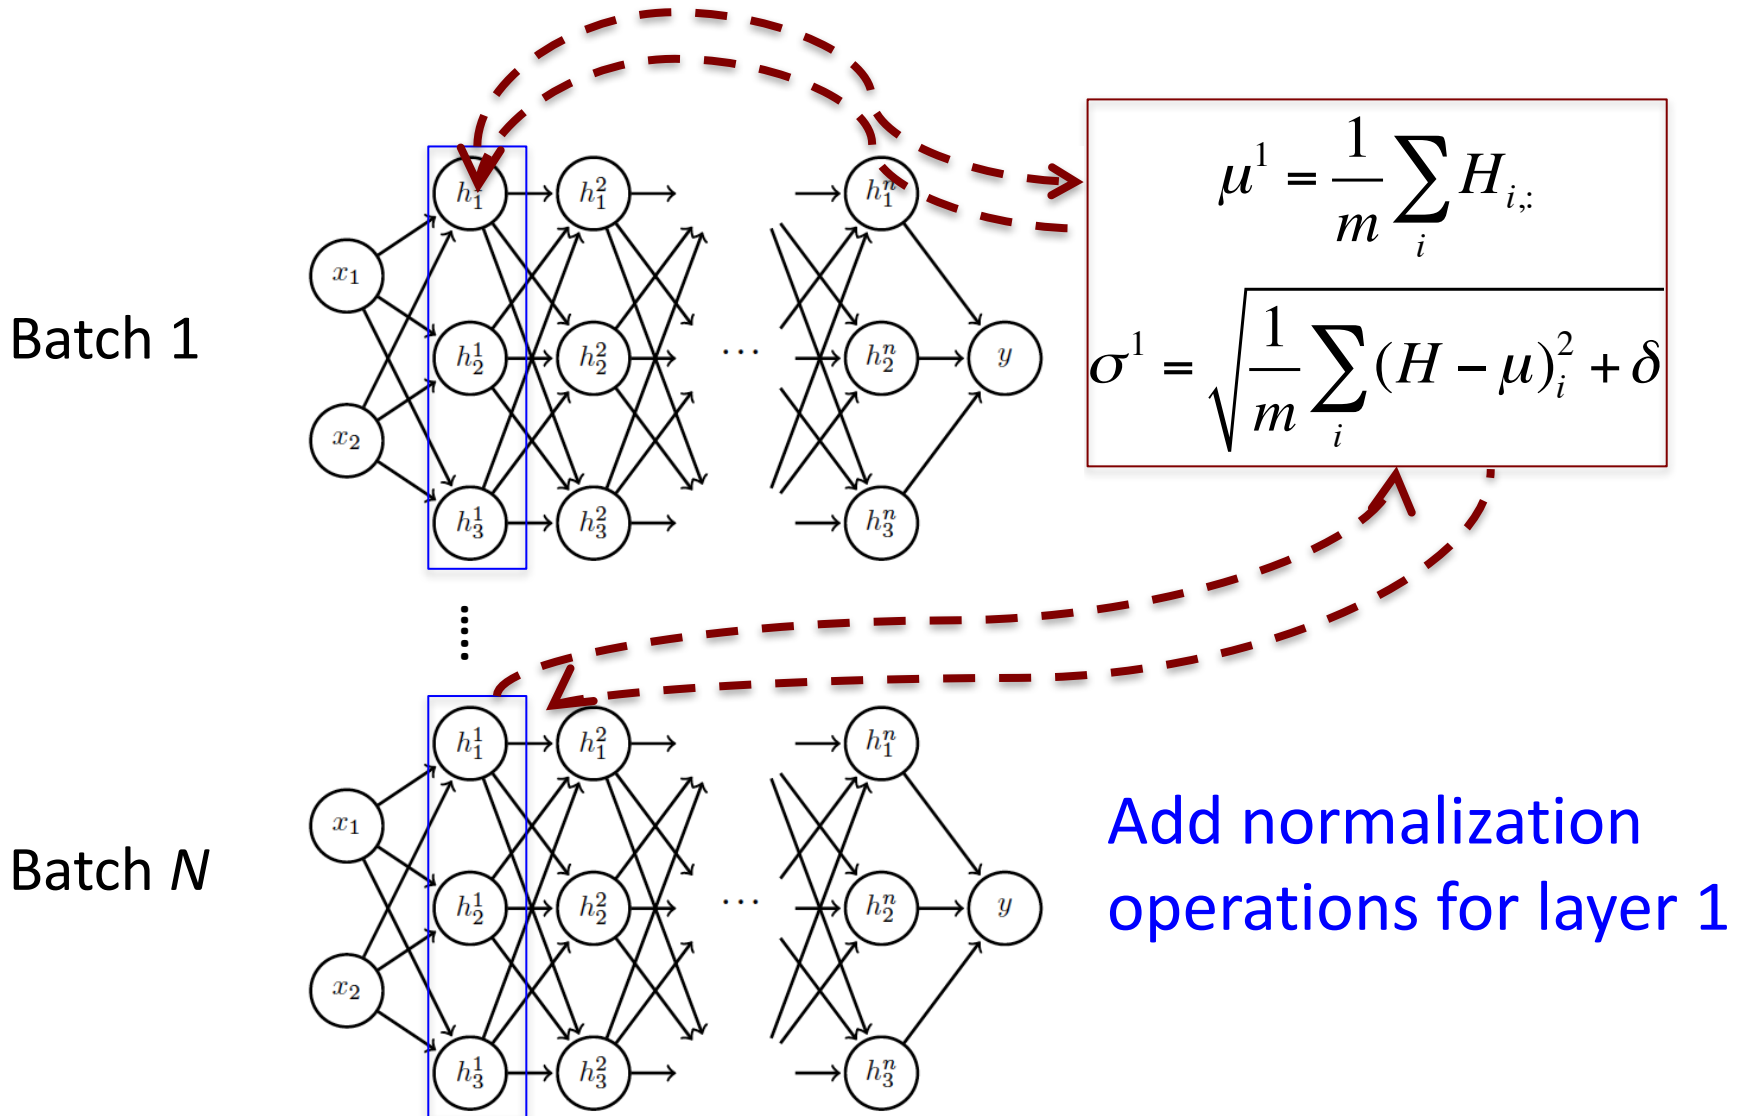 Batch 1
x₁
x₂
h₁¹
h₂¹
h₃¹
h₁²
h₂²
h₃²
...
h₁ⁿ
h₂ⁿ
h₃ⁿ
y
μ¹ = 1/m ∑ᵢ H_{i,:}
σ¹ = √(1/m ∑ᵢ (H − μ)ᵢ² + δ)
Batch N
x₁
x₂
h₁¹
h₂¹
h₃¹
h₁²
h₂²
h₃²
...
h₁ⁿ
h₂ⁿ
h₃ⁿ
y
Add normalization
operations for layer 1